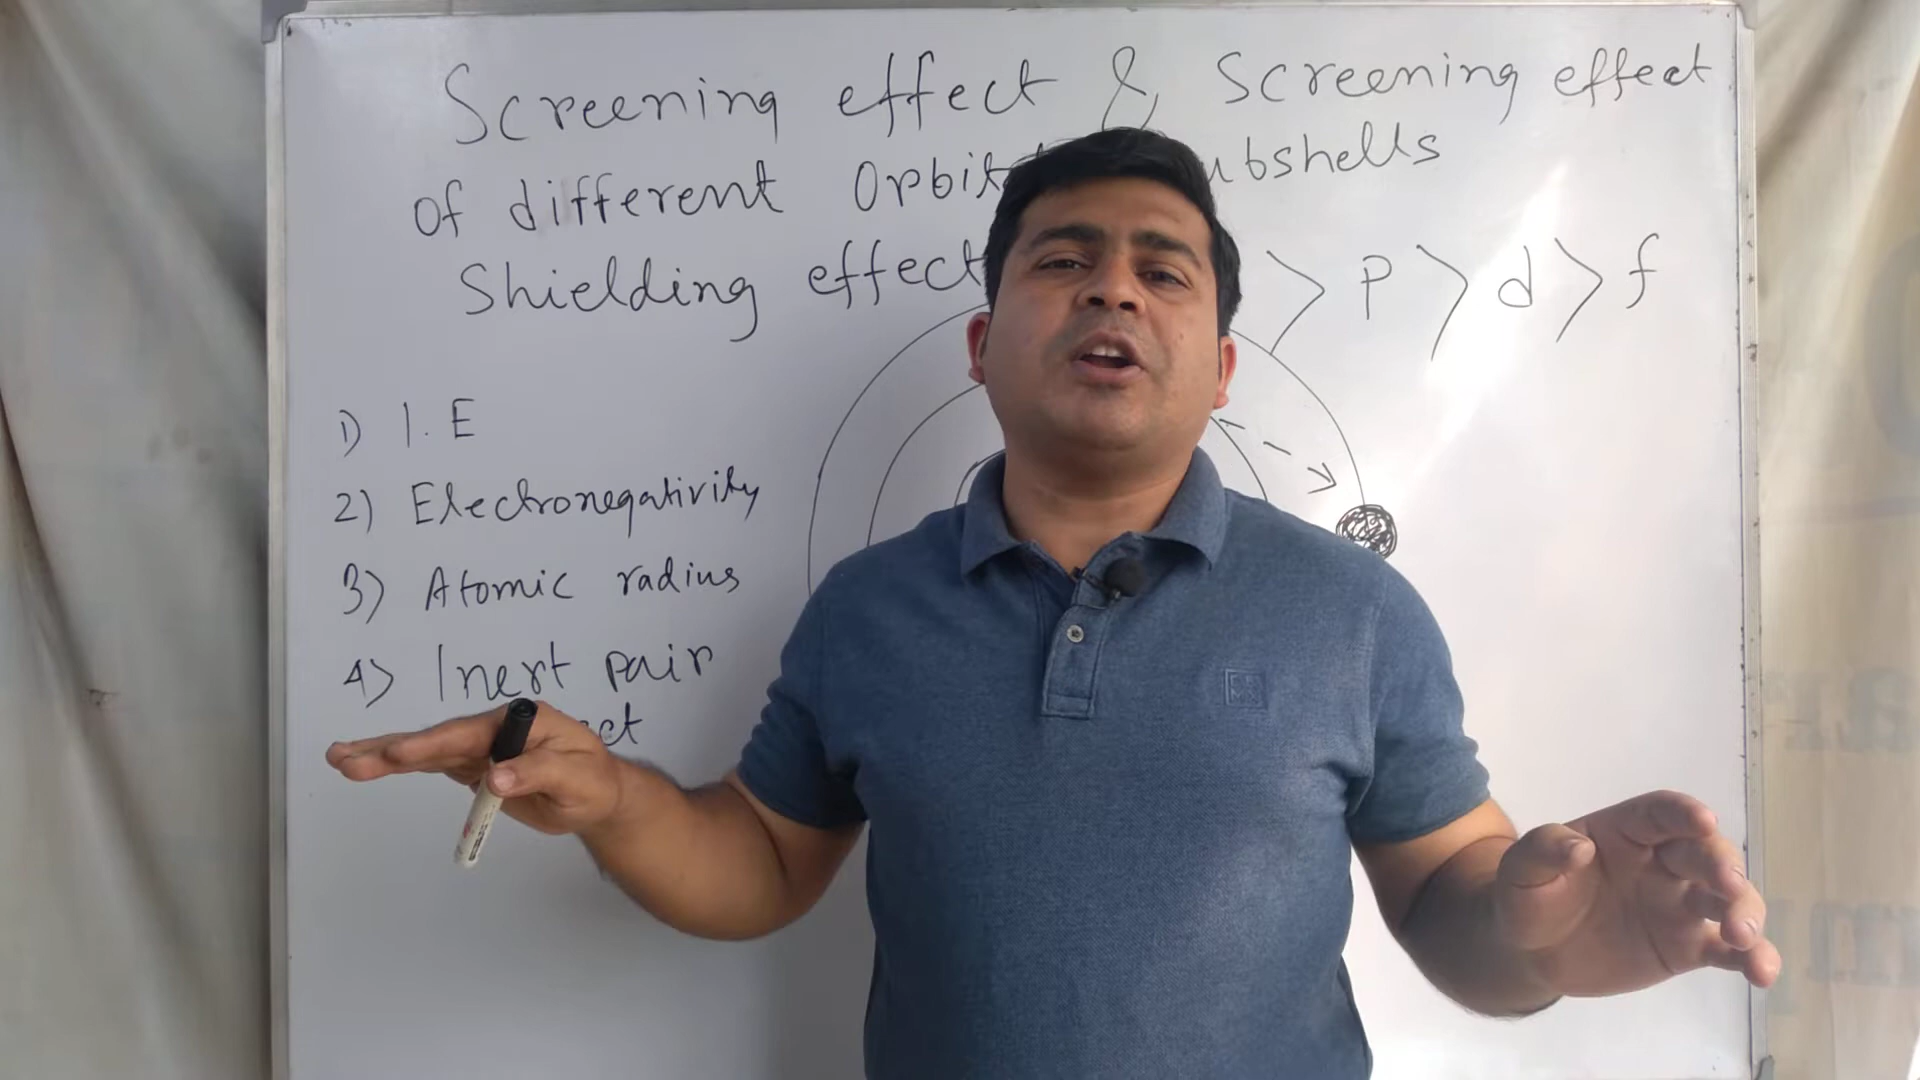 Screening effect & Screening effect
of different Orbit ubshells
Shielding effect > p > d > f
1) I.E
2) Electronegativity
3) Atomic radius
4) Inert pair
ct